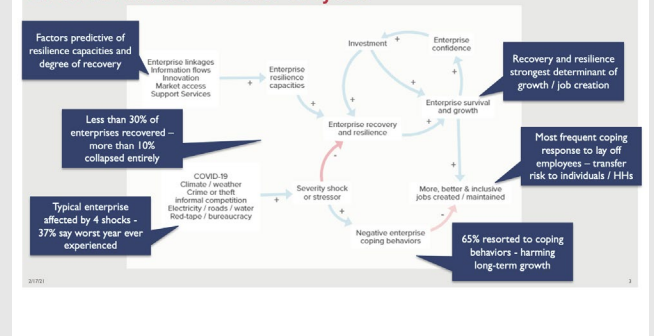 Factors predictive of
resilience capacities and
degree of recovery
Enterprise linkages
Information flows
Innovation
Market access
Support Services
+
Enterprise
resilience
capacities
+
Investment
+
Enterprise
confidence
+
+
+
Recovery and resilience
strongest determinant of
growth / job creation
Enterprise survival
and growth
Less than 30% of
enterprises recovered –
more than 10%
collapsed entirely
Enterprise recovery
and resilience
+
Most frequent coping
response to lay off
employees – transfer
risk to individuals / HHs
-
+
COVID-19
Climate / weather
Crime or theft
informal competition
Electricity / roads / water
Red-tape / bureaucracy
+
Severity shock
or stressor
More, better & inclusive
jobs created / maintained
Typical enterprise
affected by 4 shocks -
37% say worst year ever
experienced
+
-
Negative enterprise
coping behaviors
65% resorted to coping
behaviors - harming
long-term growth
2/17/21
3